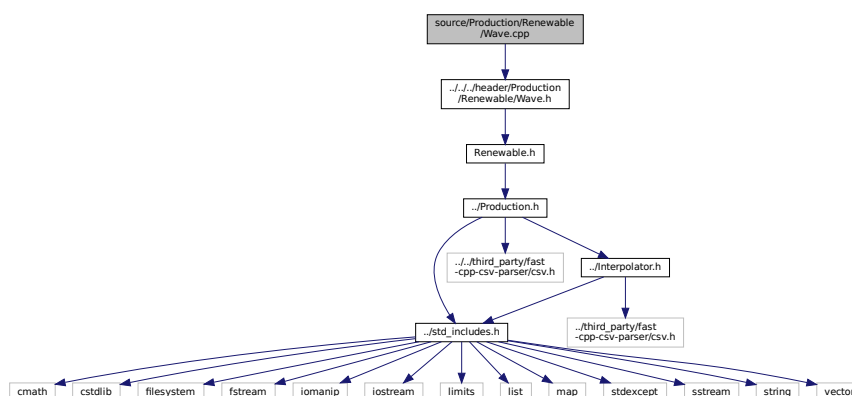 source/Production/Renewable
/Wave.cpp
../../../header/Production
/Renewable/Wave.h
Renewable.h
../Production.h
../../third_party/fast
-cpp-csv-parser/csv.h
../Interpolator.h
../third_party/fast
-cpp-csv-parser/csv.h
../std_includes.h
cmath
cstdlib
filesystem
fstream
iomanip
iostream
limits
list
map
stdexcept
sstream
string
vector